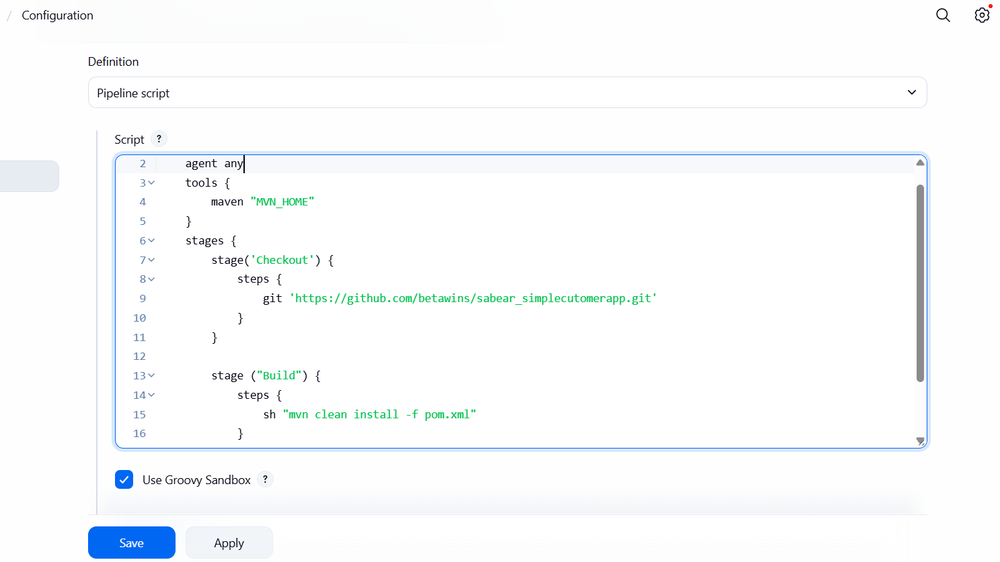 / Configuration
Definition
Pipeline script
Script ?
2 agent any
3 tools {
4 maven "MVN_HOME"
5 }
6 stages {
7 stage('Checkout') {
8 steps {
9 git 'https://github.com/betawins/sabear_simplecutomerapp.git'
10 }
11 }
12
13 stage ("Build") {
14 steps {
15 sh "mvn clean install -f pom.xml"
16 }
Use Groovy Sandbox ?
Save Apply